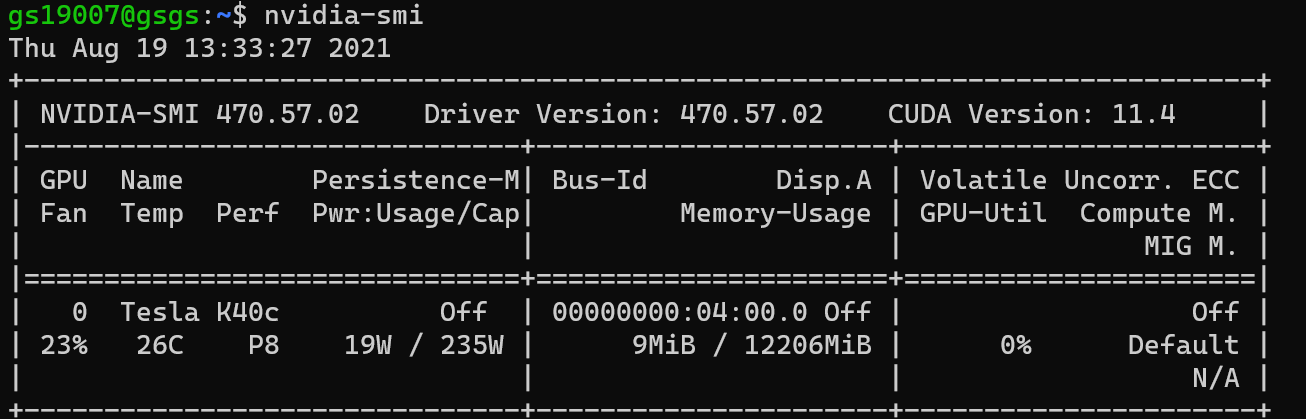 gs19007@gsgs:~$ nvidia-smi
Thu Aug 19 13:33:27 2021
+-----------------------------------------------------------------------------+
| NVIDIA-SMI 470.57.02    Driver Version: 470.57.02    CUDA Version: 11.4     |
|-------------------------------+----------------------+----------------------+
| GPU  Name        Persistence-M| Bus-Id        Disp.A | Volatile Uncorr. ECC |
| Fan  Temp  Perf  Pwr:Usage/Cap|         Memory-Usage | GPU-Util  Compute M. |
|                               |                      |               MIG M. |
|===============================+======================+======================|
|   0  Tesla K40c          Off  | 00000000:04:00.0 Off |                  Off |
| 23%   26C    P8    19W / 235W |      9MiB / 12206MiB |      0%      Default |
|                               |                      |                  N/A |
+-------------------------------+----------------------+----------------------+